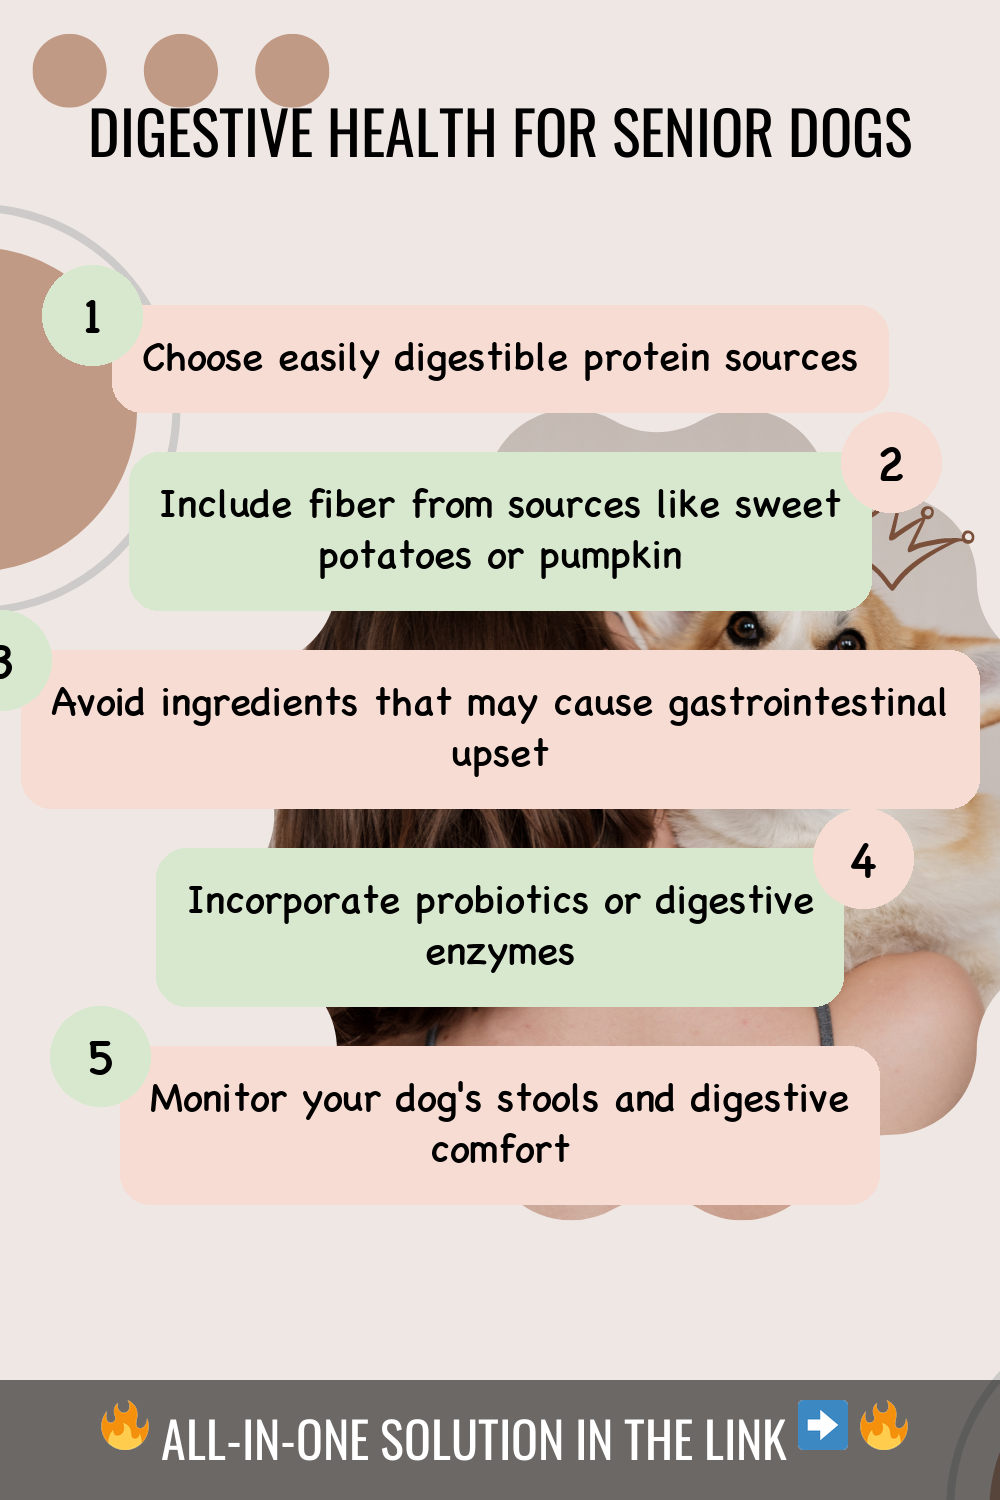 DIGESTIVE HEALTH FOR SENIOR DOGS
1
Choose easily digestible protein sources
2
Include fiber from sources like sweet
potatoes or pumpkin
3
Avoid ingredients that may cause gastrointestinal
upset
4
Incorporate probiotics or digestive
enzymes
5
Monitor your dog's stools and digestive
comfort
🔥 ALL-IN-ONE SOLUTION IN THE LINK ➡️ 🔥